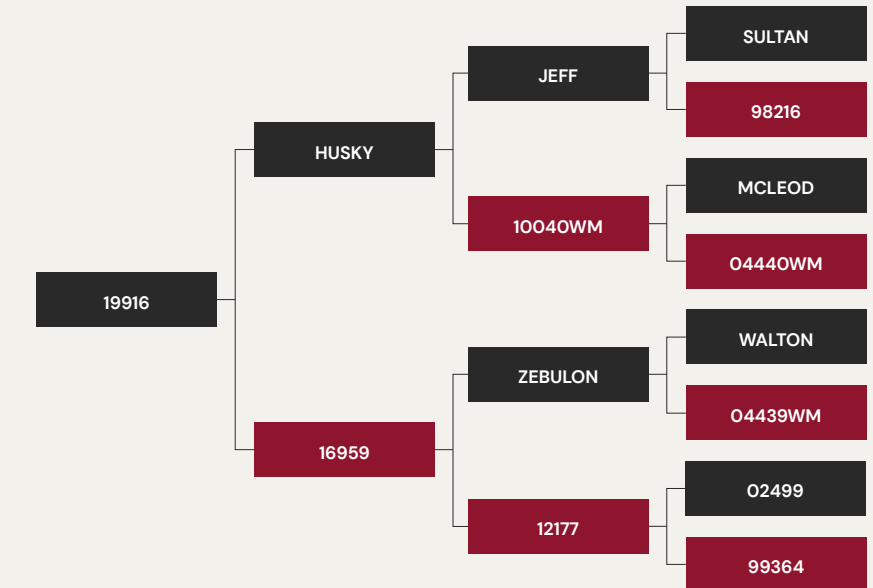 SULTAN
JEFF
98216
HUSKY
MCLEOD
10040WM
04440WM
19916
WALTON
ZEBULON
04439WM
16959
02499
12177
99364